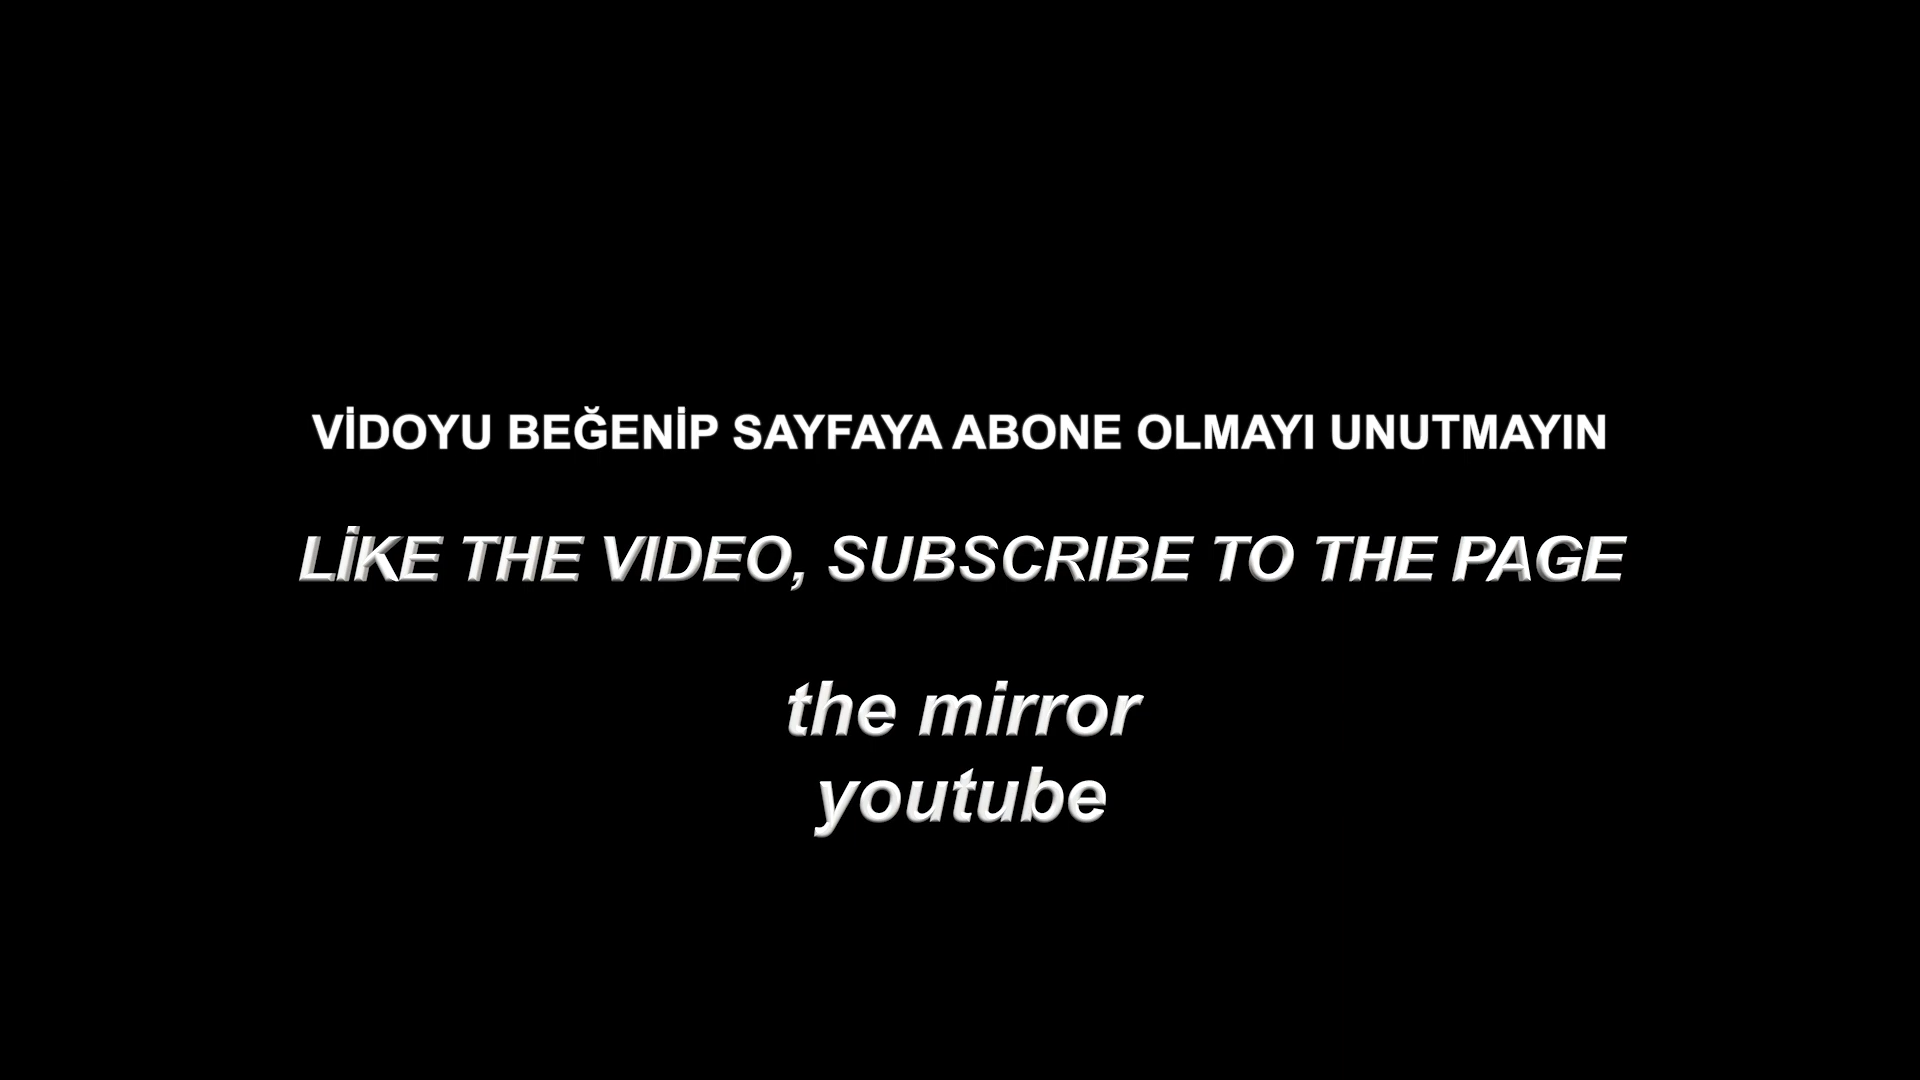 VİDOYU BEĞENİP SAYFAYA ABONE OLMAYI UNUTMAYIN
LİKE THE VIDEO, SUBSCRIBE TO THE PAGE
the mirror
youtube